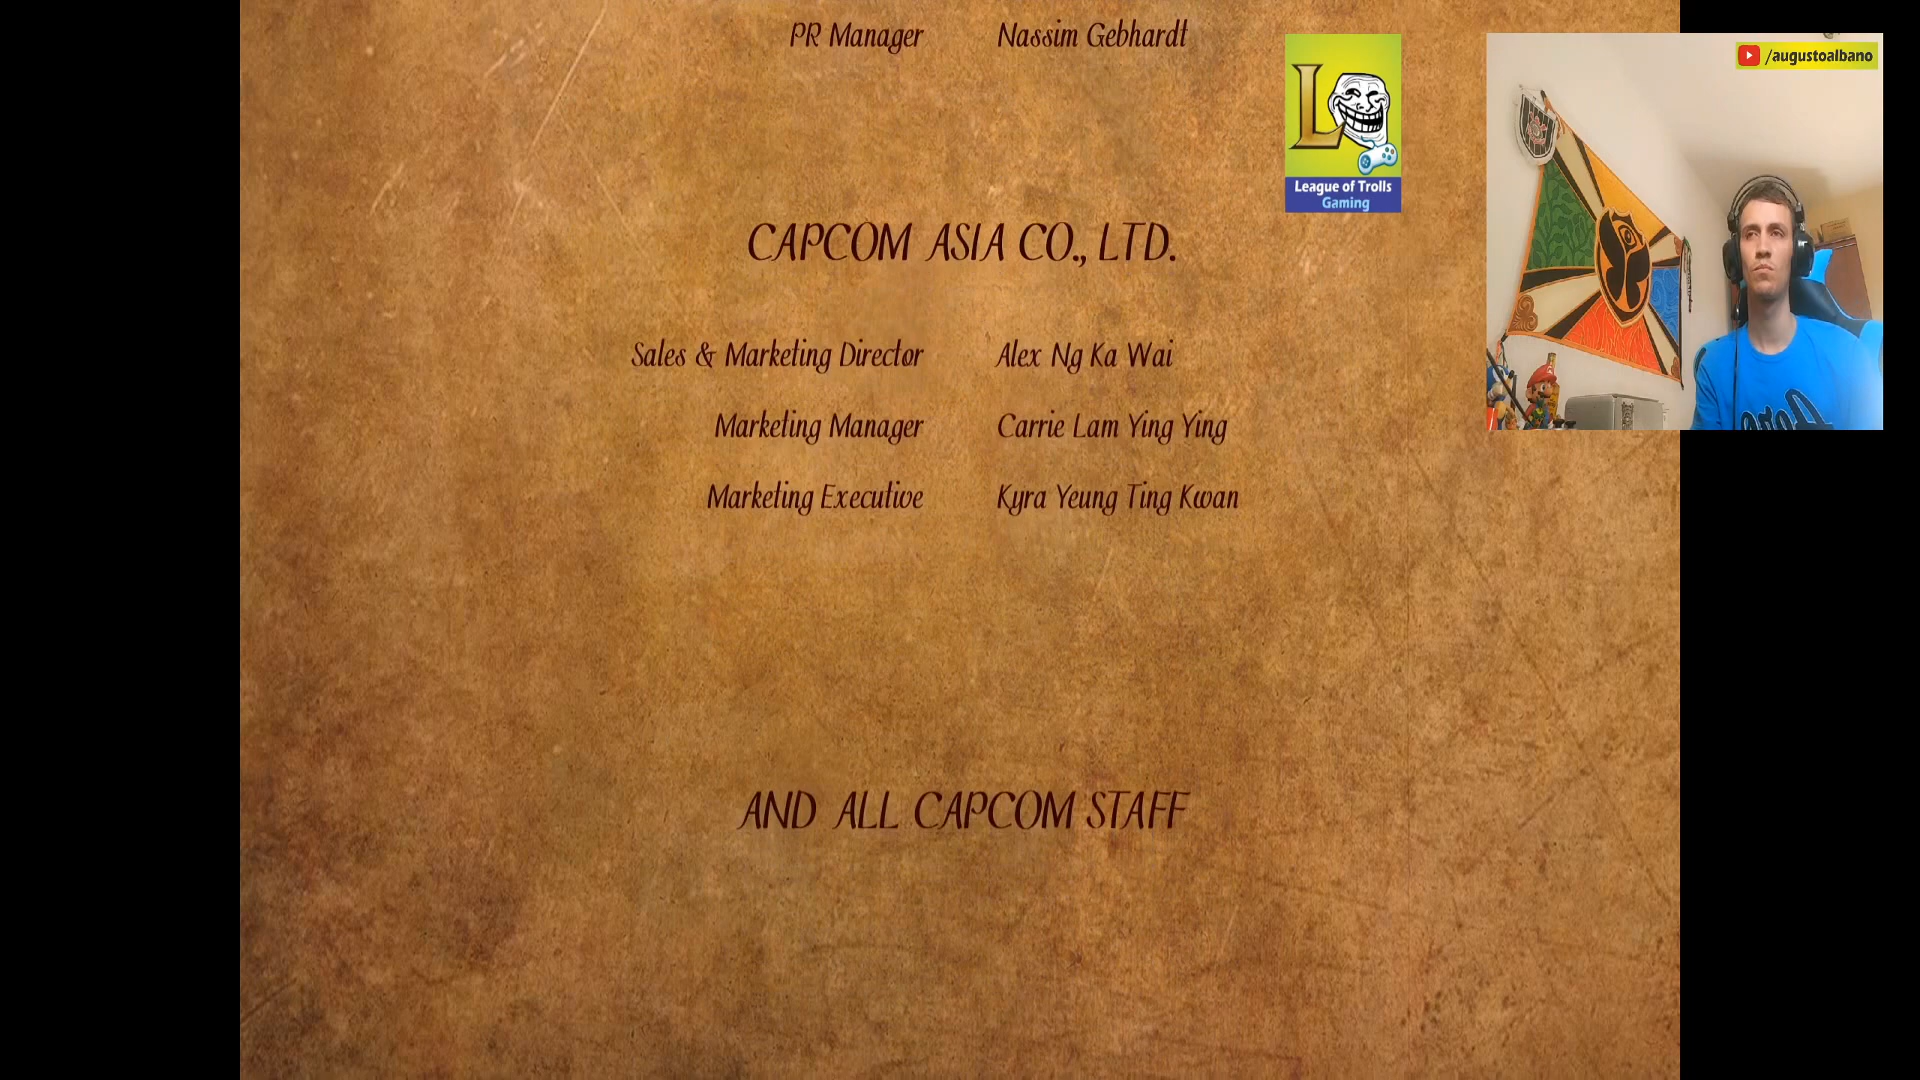 PR Manager Nassim Gebhardt
/augustoalbano
L
League of Trolls
Gaming
CAPCOM ASIA CO., LTD.
Sales & Marketing Director Alex Ng Ka Wai
Marketing Manager Carrie Lam Ying Ying
Marketing Executive Kyra Yeung Ting Kwan
AND ALL CAPCOM STAFF